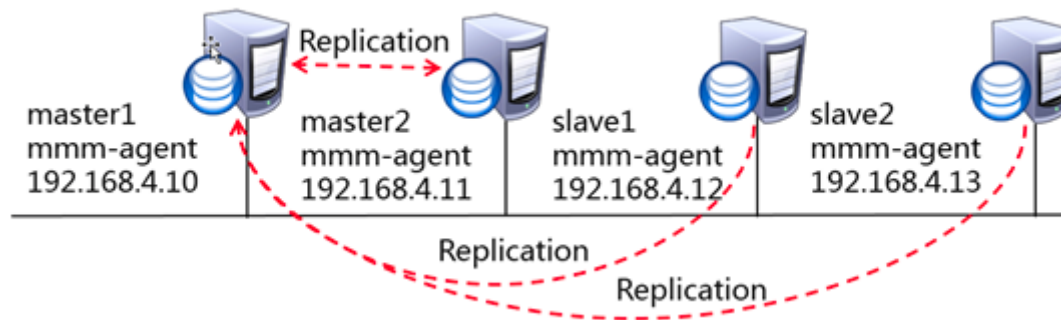 Replication
master1
mmm-agent
192.168.4.10
master2
mmm-agent
192.168.4.11
slave1
mmm-agent
192.168.4.12
slave2
mmm-agent
192.168.4.13
Replication
Replication